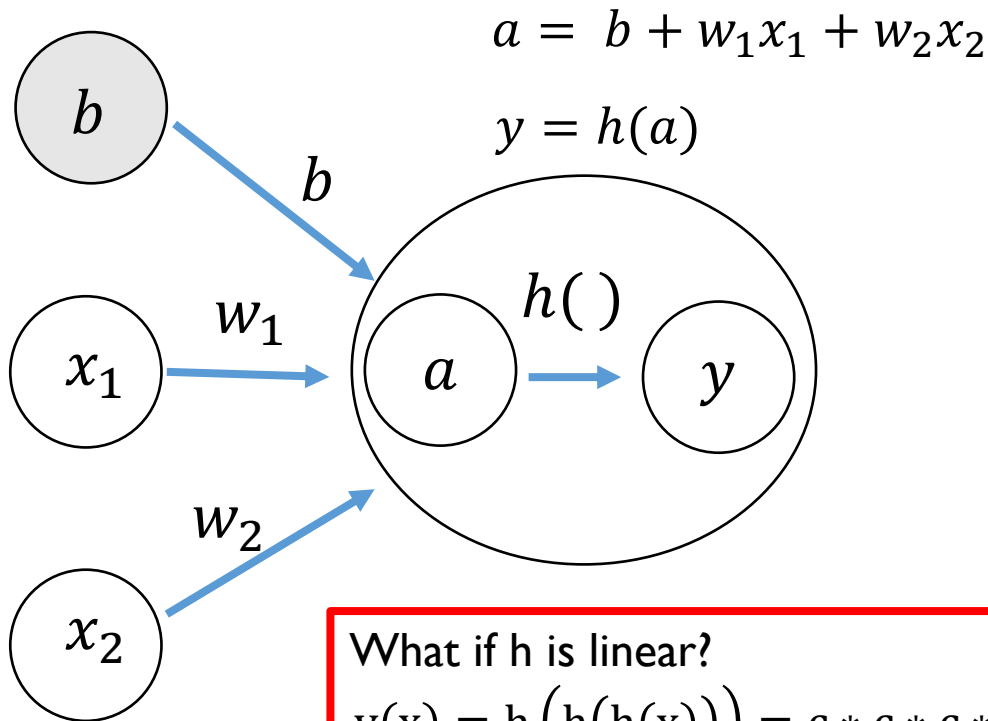 a = b + w₁x₁ + w₂x₂
y = h(a)
b
b
h( )
w₁
x₁
a
y
w₂
x₂
What if h is linear?
y(x) = h(h(h(x))) = c * c * c *